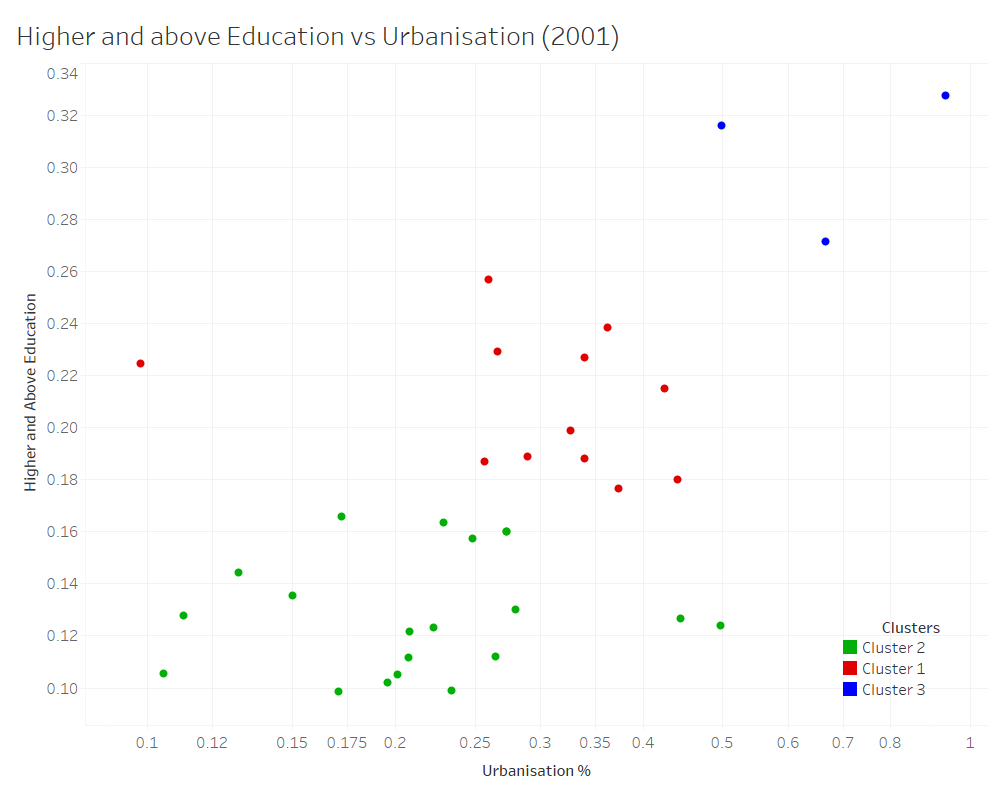 Higher and above Education vs Urbanisation (2001)
0.34
0.32
0.30
0.28
0.26
0.24
0.22
0.20
0.18
0.16
0.14
0.12
0.10
Higher and Above Education
Clusters
Cluster 2
Cluster 1
Cluster 3
0.1 0.12 0.15 0.175 0.2 0.25 0.3 0.35 0.4 0.5 0.6 0.7 0.8 1
Urbanisation %